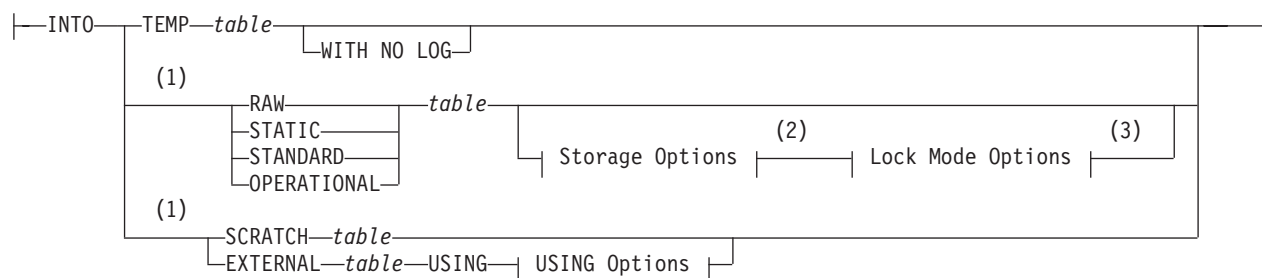 INTO TEMP table
WITH NO LOG
(1)
RAW table
STATIC (2) (3)
STANDARD Storage Options Lock Mode Options
OPERATIONAL
(1)
SCRATCH table
EXTERNAL table USING USING Options